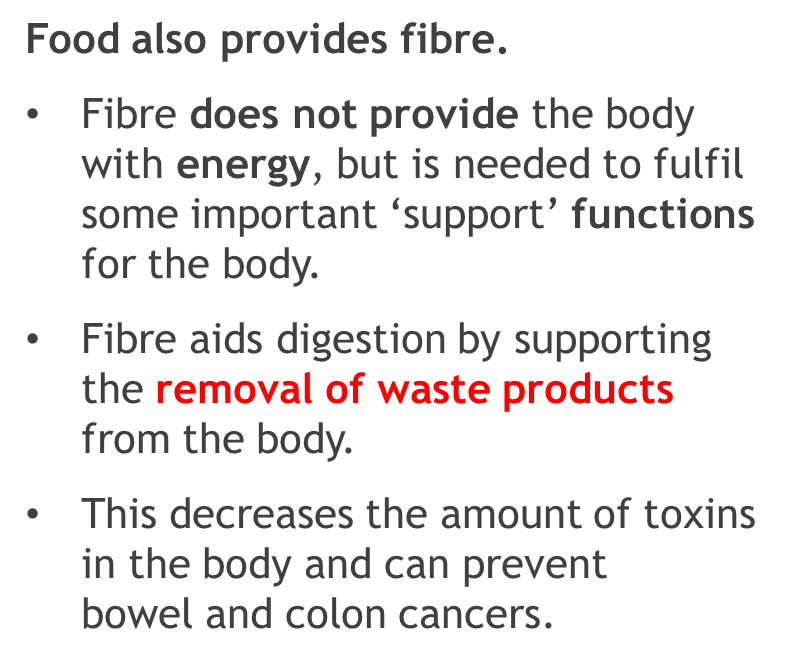 Food also provides fibre.
• Fibre does not provide the body
with energy, but is needed to fulfil
some important ‘support’ functions
for the body.
• Fibre aids digestion by supporting
the removal of waste products
from the body.
• This decreases the amount of toxins
in the body and can prevent
bowel and colon cancers.